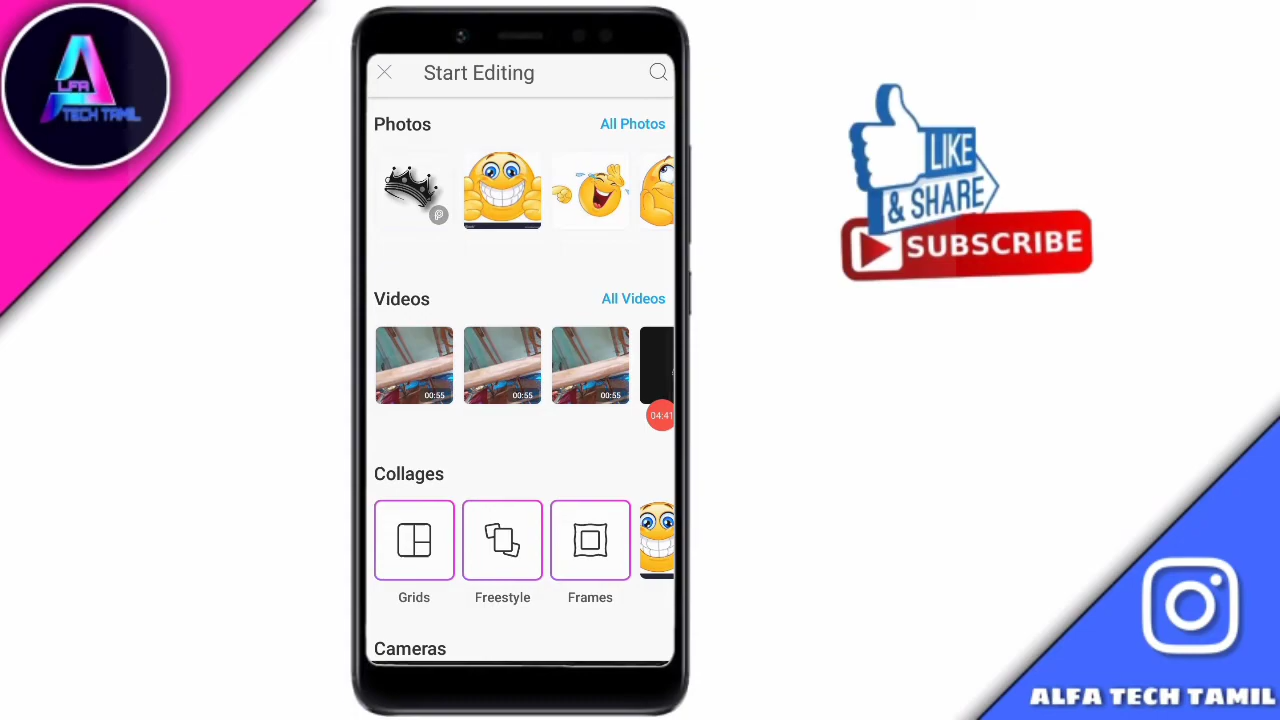 LFA
TECH TAMIL
Start Editing
Photos
All Photos
Videos
All Videos
00:55
00:55
00:55
04:41
Collages
Grids
Freestyle
Frames
Cameras
LIKE
& SHARE
SUBSCRIBE
ALFA TECH TAMIL